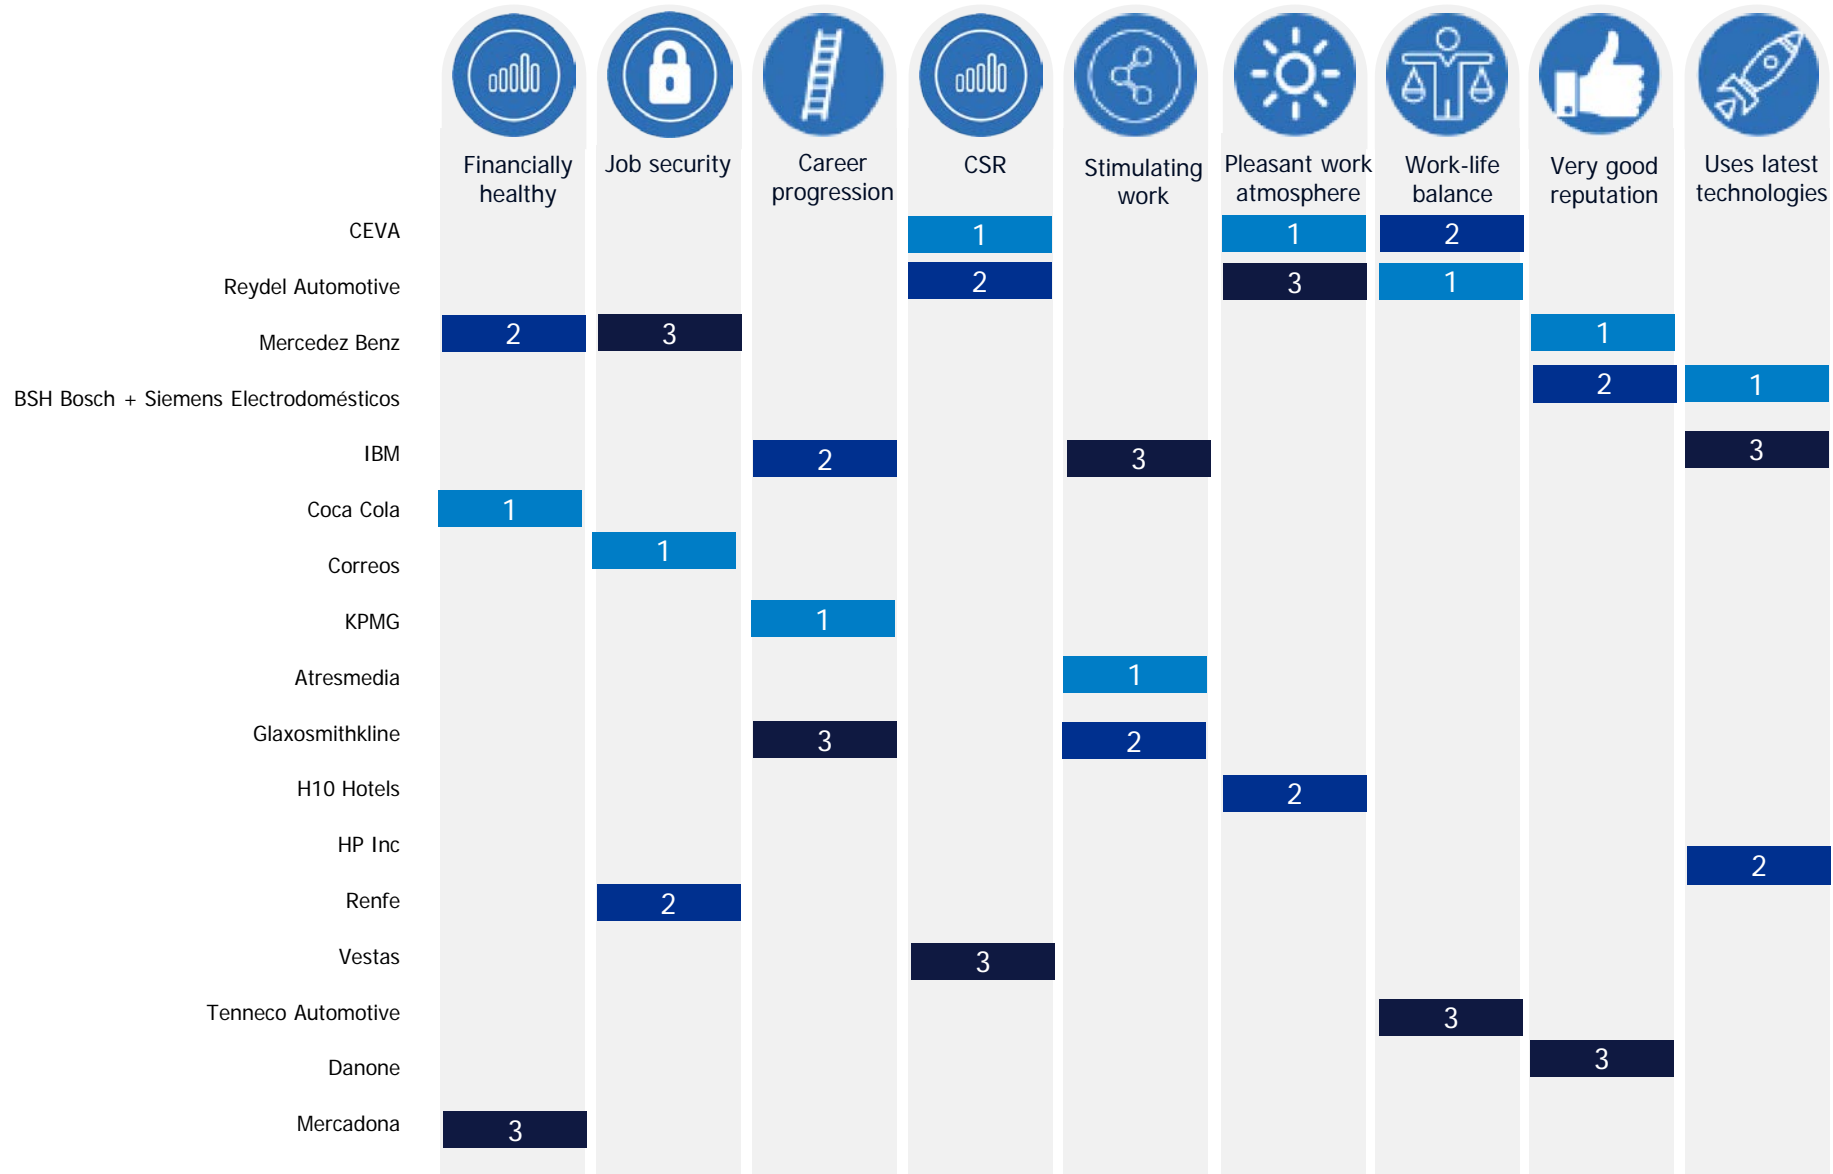 Financially
healthy
Job security
Career
progression
CSR
Stimulating
work
Pleasant work
atmosphere
Work-life
balance
Very good
reputation
Uses latest
technologies
CEVA 1 1 2
Reydel Automotive 2 3 1
Mercedez Benz 2 3 1
BSH Bosch + Siemens Electrodomésticos 2 1
IBM 2 3 3
Coca Cola 1
Correos 1
KPMG 1
Atresmedia 1
Glaxosmithkline 3 2
H10 Hotels 2
HP Inc 2
Renfe 2
Vestas 3
Tenneco Automotive 3
Danone 3
Mercadona 3